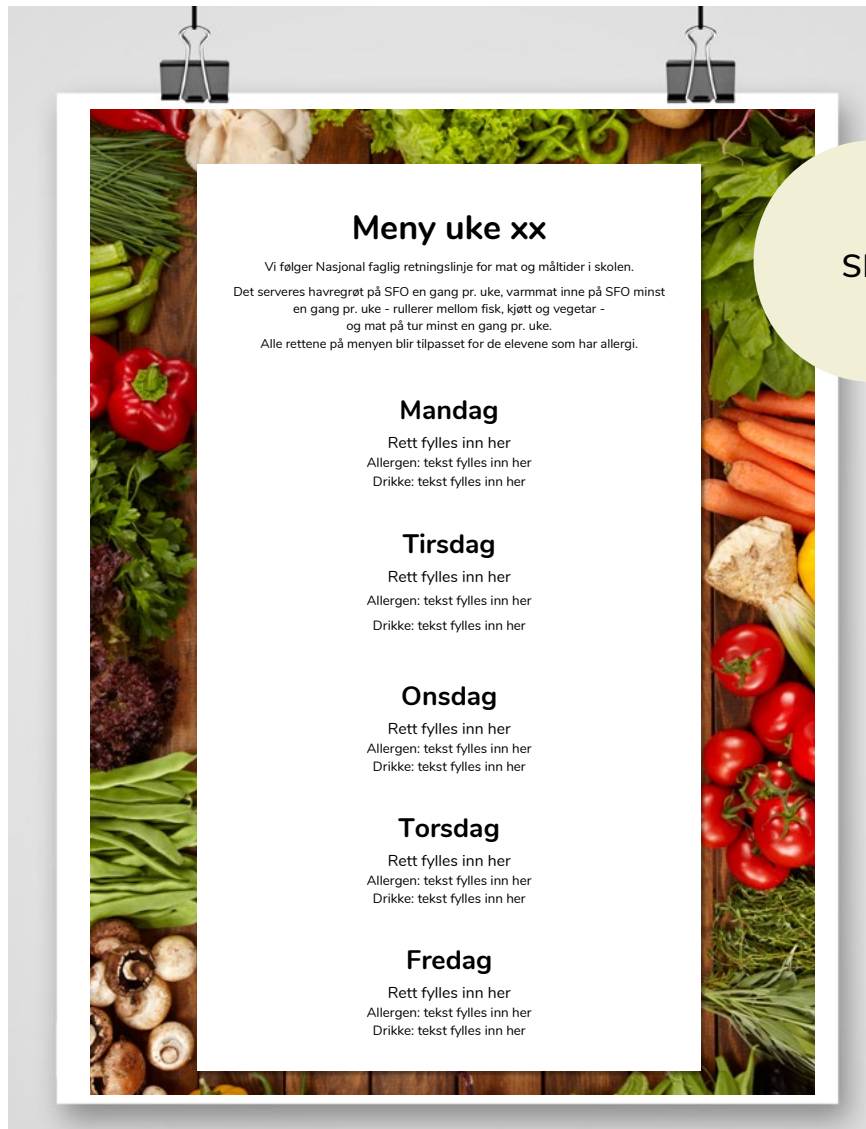 Meny uke xx
Vi følger Nasjonal faglig retningslinje for mat og måltider i skolen.
Det serveres havregrøt på SFO en gang pr. uke, varmmat inne på SFO minst
en gang pr. uke - rullerer mellom fisk, kjøtt og vegetar -
og mat på tur minst en gang pr. uke.
Alle rettene på menyen blir tilpasset for de elevene som har allergi.
Mandag
Rett fylles inn her
Allergen: tekst fylles inn her
Drikke: tekst fylles inn her
Tirsdag
Rett fylles inn her
Allergen: tekst fylles inn her
Drikke: tekst fylles inn her
Onsdag
Rett fylles inn her
Allergen: tekst fylles inn her
Drikke: tekst fylles inn her
Torsdag
Rett fylles inn her
Allergen: tekst fylles inn her
Drikke: tekst fylles inn her
Fredag
Rett fylles inn her
Allergen: tekst fylles inn her
Drikke: tekst fylles inn her